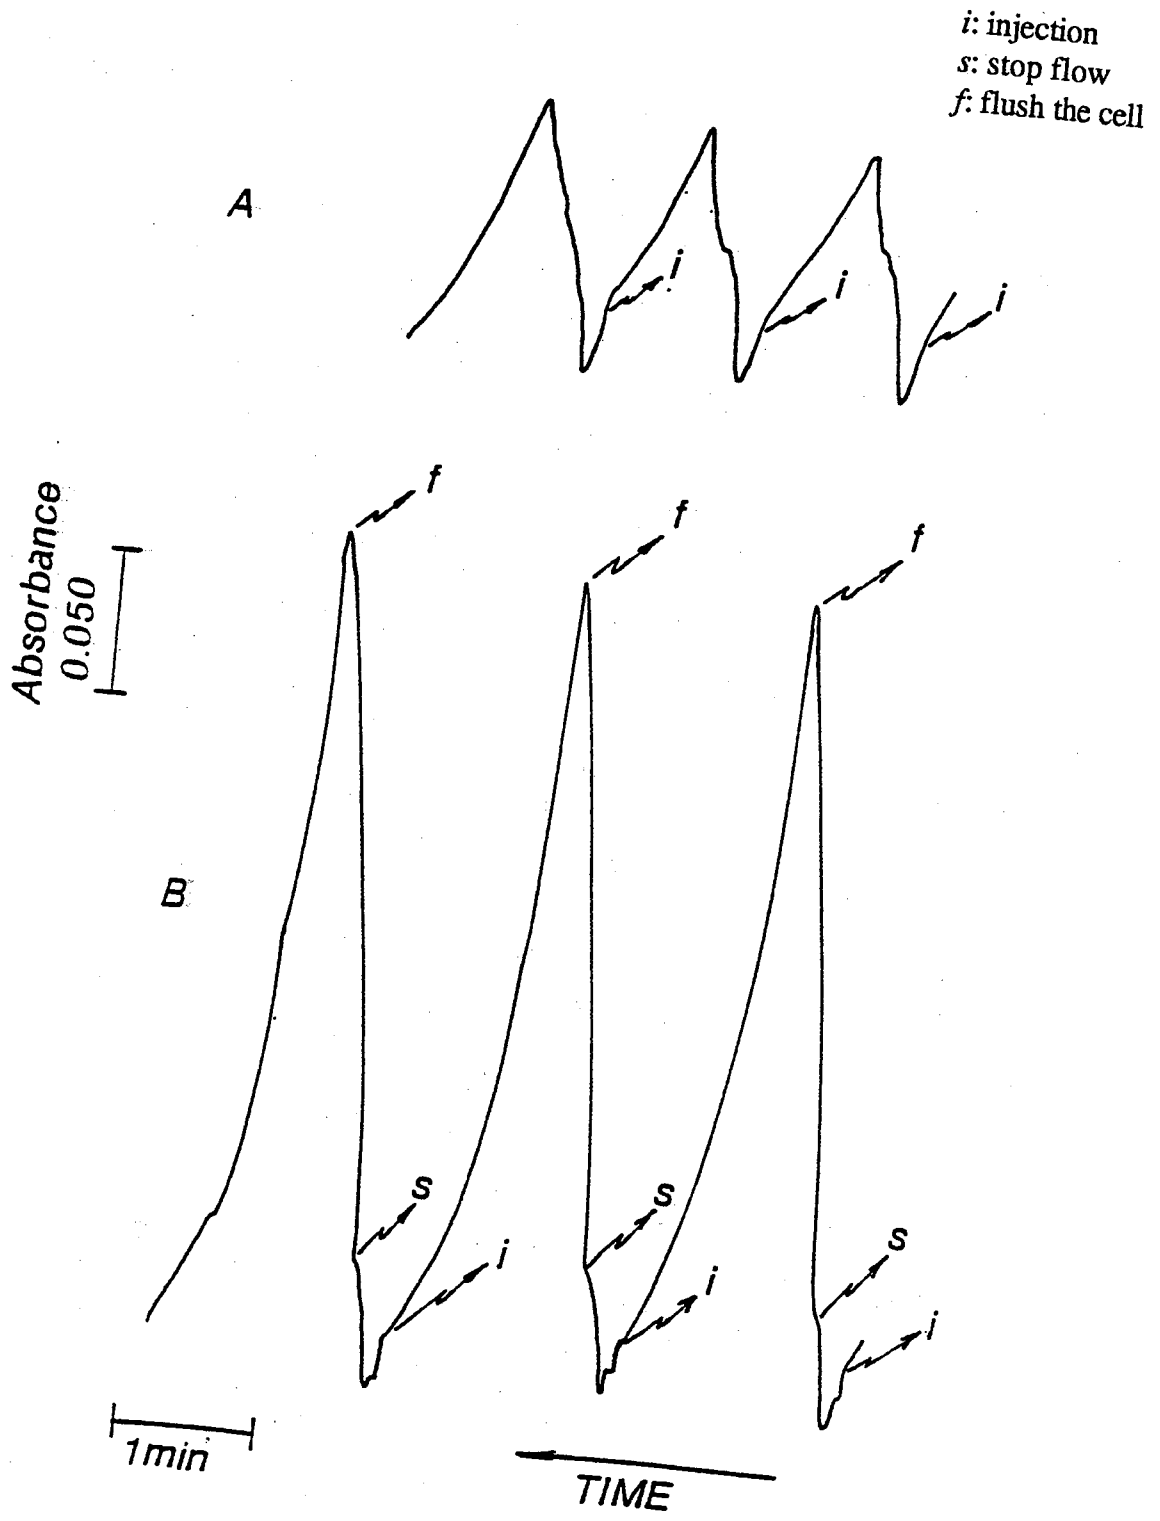 i: injection
s: stop flow
f: flush the cell
A
i
i
i
f
f
f
Absorbance
0.050
B
s
s
s
i
i
i
1min
TIME